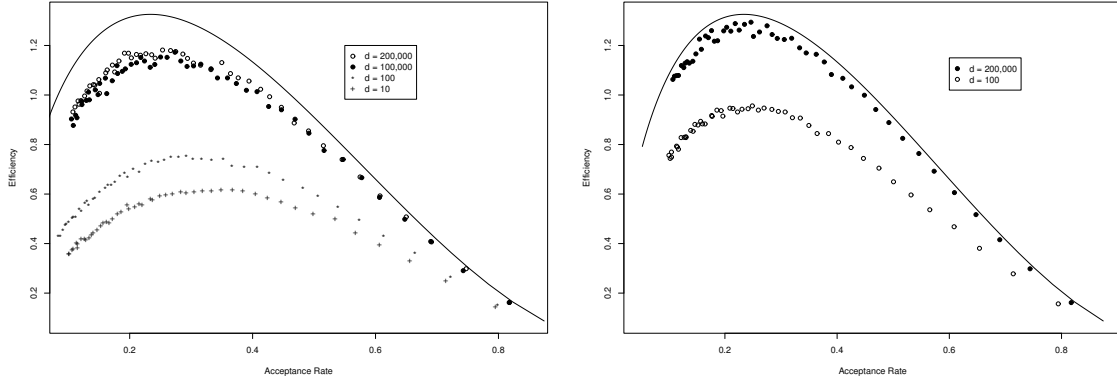 1.2
1.0
0.8
0.6
0.4
0.2
Efficiency
0.2 0.4 0.6 0.8
Acceptance Rate
d = 200,000
d = 100,000
d = 100
d = 10
1.2
1.0
0.8
0.6
0.4
0.2
Efficiency
0.2 0.4 0.6 0.8
Acceptance Rate
d = 200,000
d = 100